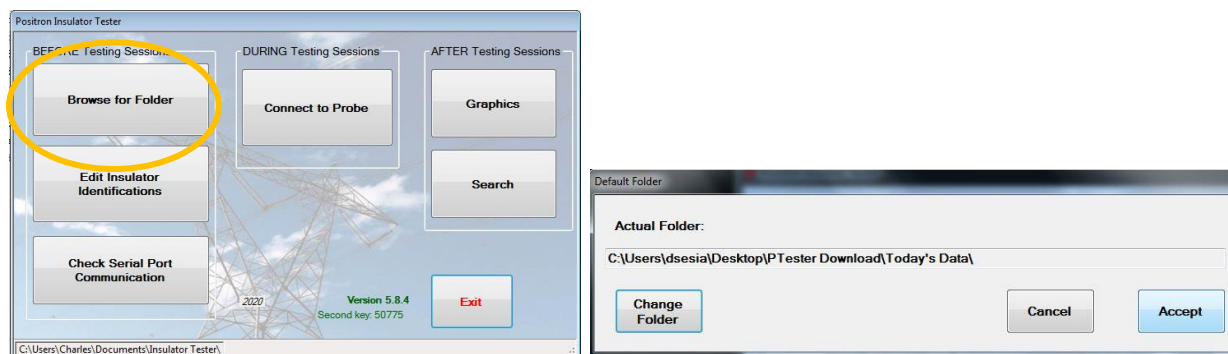 Positron Insulator Tester
BEFORE Testing Sessions
DURING Testing Sessions
AFTER Testing Sessions
Browse for Folder
Connect to Probe
Graphics
Edit Insulator
Identifications
Search
Check Serial Port
Communication
2020
Version 5.8.4
Second key: 50775
Exit
C:\Users\Charles\Documents\Insulator Tester\
Default Folder
Actual Folder:
C:\Users\dsesia\Desktop\PTester Download\Today's Data\
Change
Folder
Cancel
Accept